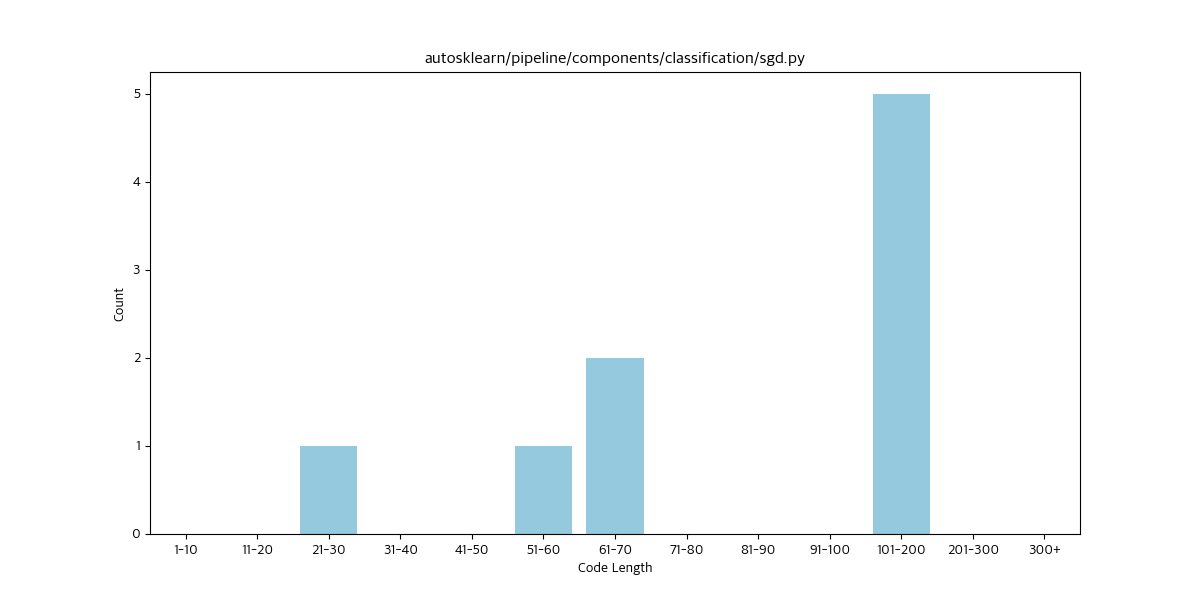 autosklearn/pipeline/components/classification/sgd.py
5
4
3
2
1
0
Count
1-10 11-20 21-30 31-40 41-50 51-60 61-70 71-80 81-90 91-100 101-200 201-300 300+
Code Length